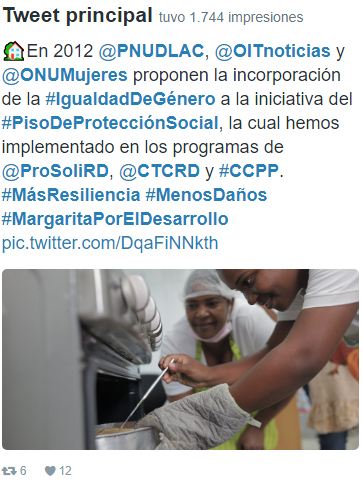 Tweet principal tuvo 1.744 impresiones
🏠En 2012 @PNUDLAC, @OITnoticias y
@ONUMujeres proponen la incorporación
de la #IgualdadDeGénero a la iniciativa del
#PisoDeProtecciónSocial, la cual hemos
implementado en los programas de
@ProSoliRD, @CTCRD y #CCPP.
#MásResiliencia #MenosDaños
#MargaritaPorElDesarrollo
pic.twitter.com/DqaFiNNkth
6 12